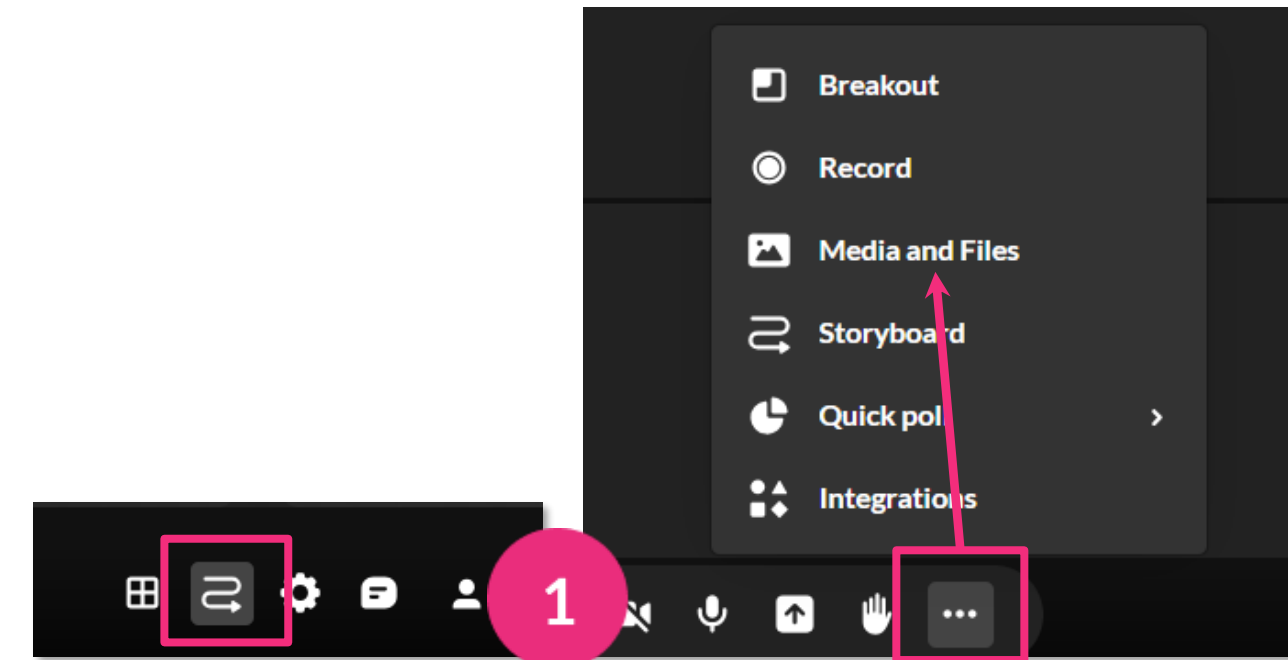 Breakout
Record
Media and Files
Storyboard
Quick poll
Integrations
1